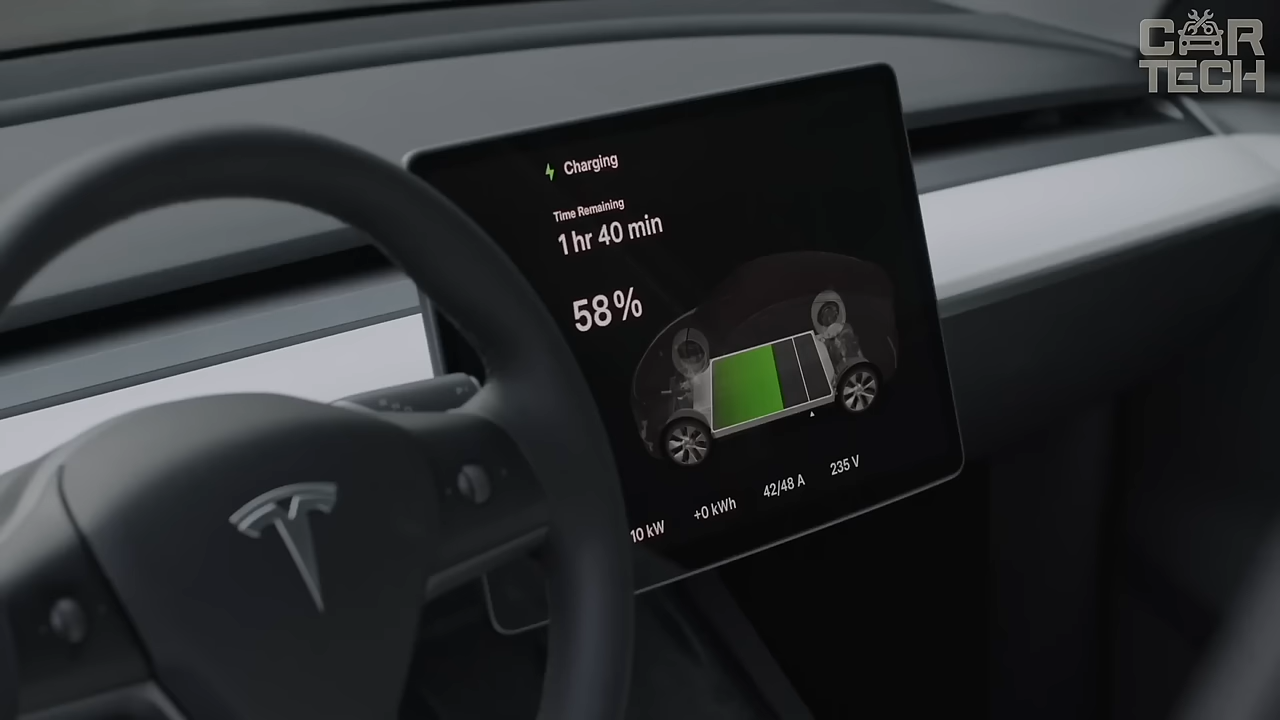 CAR
TECH
Charging
Time Remaining
1 hr 40 min
58%
10 kW
+0 kWh
42/48 A
235 V